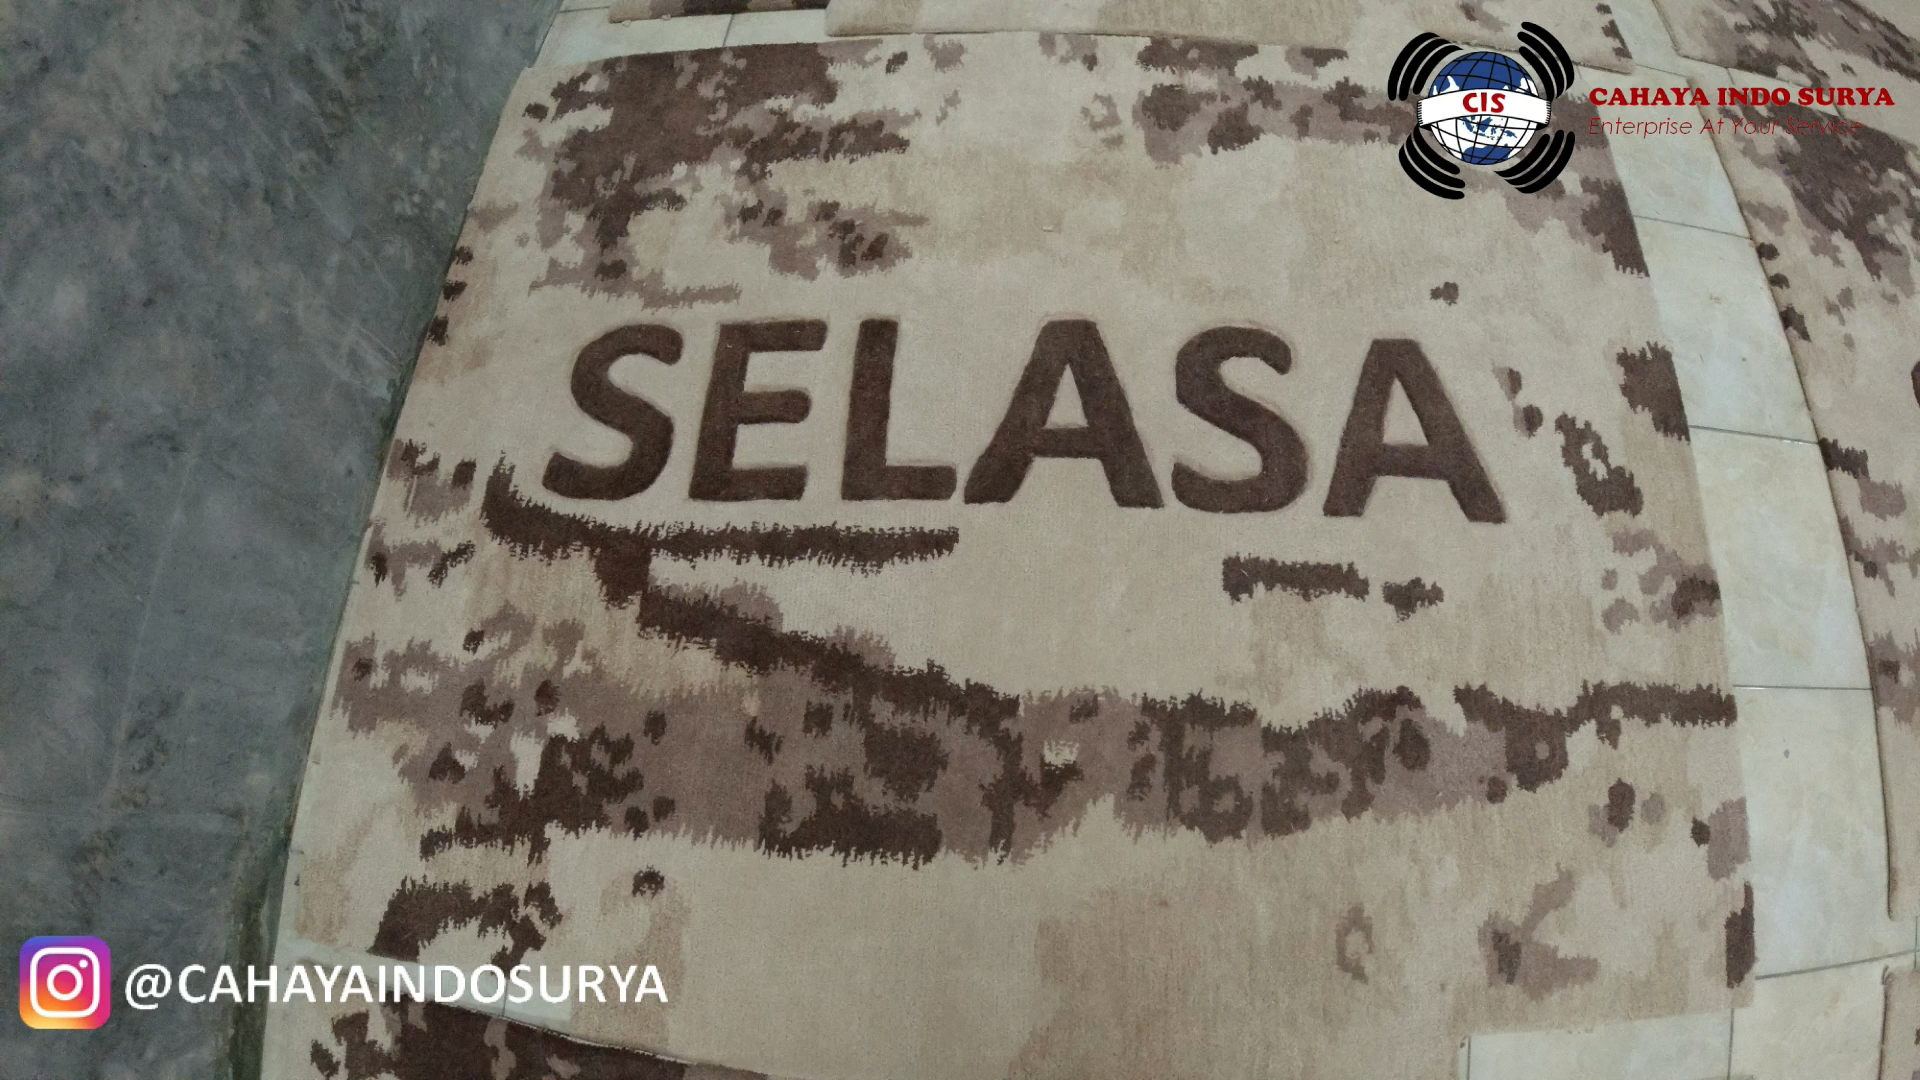 CIS
CAHAYA INDO SURYA
Enterprise At Your Service
SELASA
@CAHAYAINDOSURYA